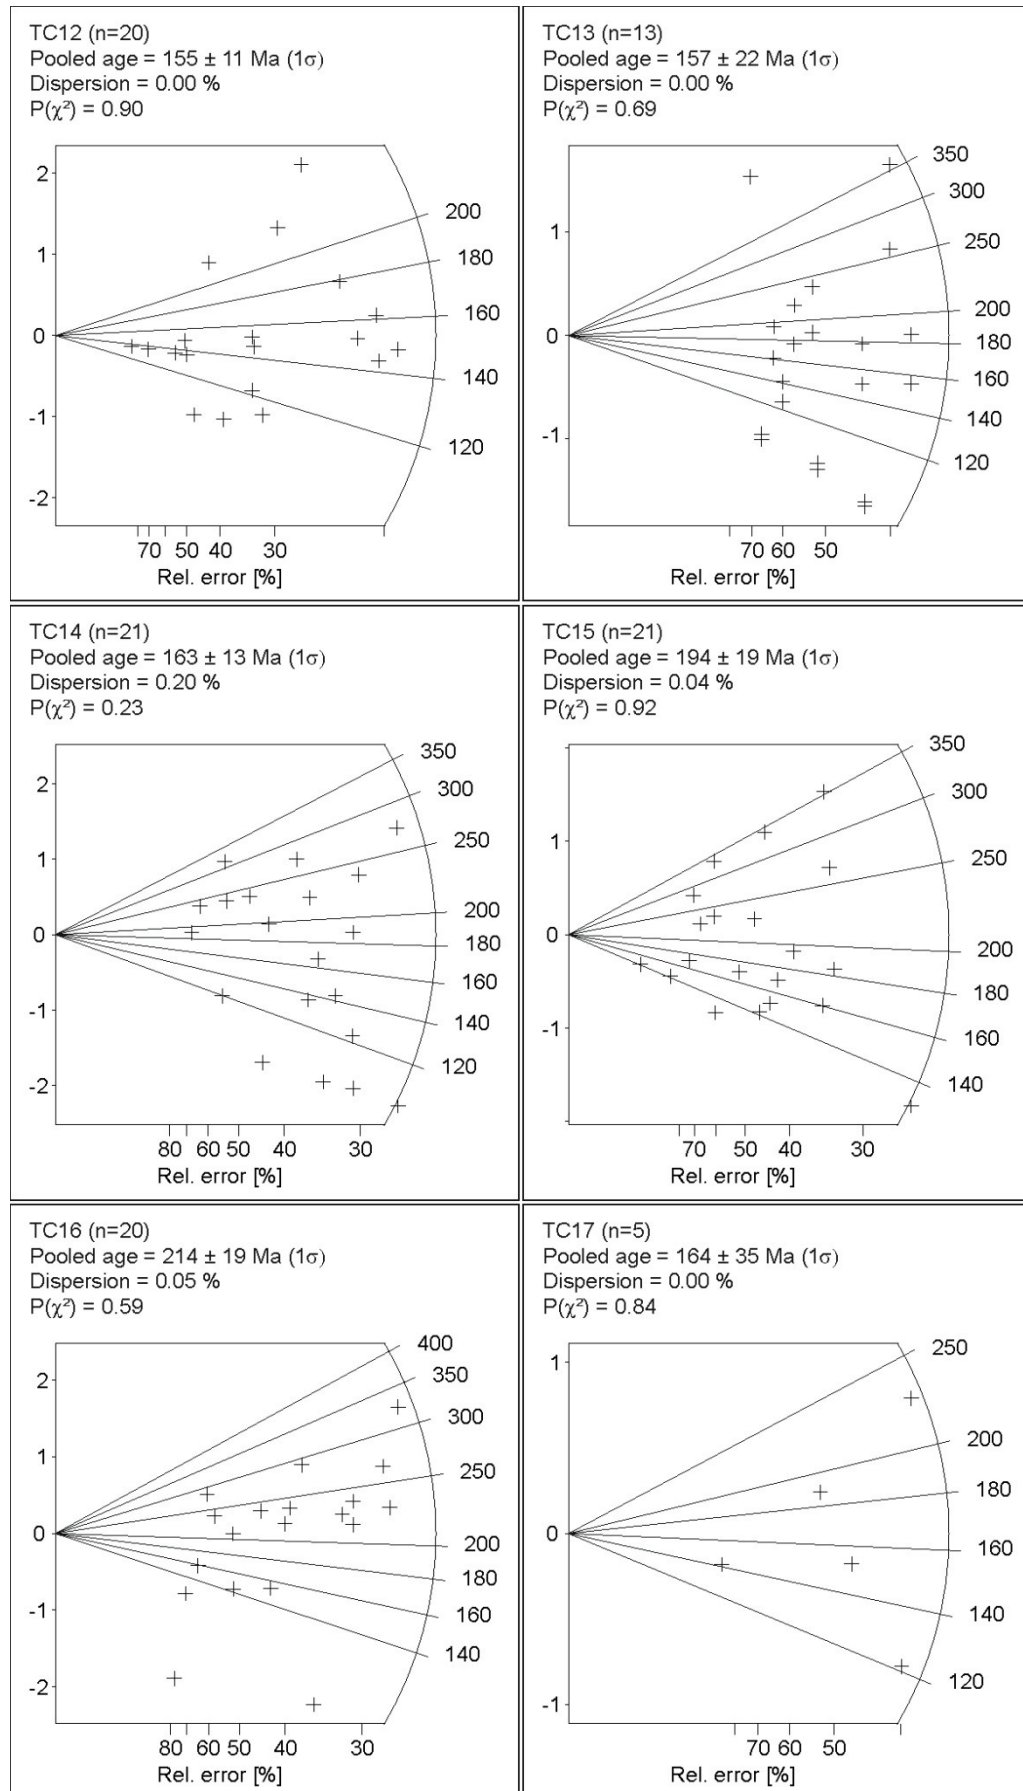 TC12 (n=20)
Pooled age = 155 ± 11 Ma (1σ)
Dispersion = 0.00 %
P(χ²) = 0.90
2
1
0
-1
-2
200
180
160
140
120
70 50 40 30
Rel. error [%]
TC13 (n=13)
Pooled age = 157 ± 22 Ma (1σ)
Dispersion = 0.00 %
P(χ²) = 0.69
1
0
-1
350
300
250
200
180
160
140
120
70 60 50
Rel. error [%]
TC14 (n=21)
Pooled age = 163 ± 13 Ma (1σ)
Dispersion = 0.20 %
P(χ²) = 0.23
2
1
0
-1
-2
350
300
250
200
180
160
140
120
80 60 50 40 30
Rel. error [%]
TC15 (n=21)
Pooled age = 194 ± 19 Ma (1σ)
Dispersion = 0.04 %
P(χ²) = 0.92
1
0
-1
350
300
250
200
180
160
140
70 50 40 30
Rel. error [%]
TC16 (n=20)
Pooled age = 214 ± 19 Ma (1σ)
Dispersion = 0.05 %
P(χ²) = 0.59
2
1
0
-1
-2
400
350
300
250
200
180
160
140
80 60 50 40 30
Rel. error [%]
TC17 (n=5)
Pooled age = 164 ± 35 Ma (1σ)
Dispersion = 0.00 %
P(χ²) = 0.84
1
0
-1
250
200
180
160
140
120
70 60 50
Rel. error [%]